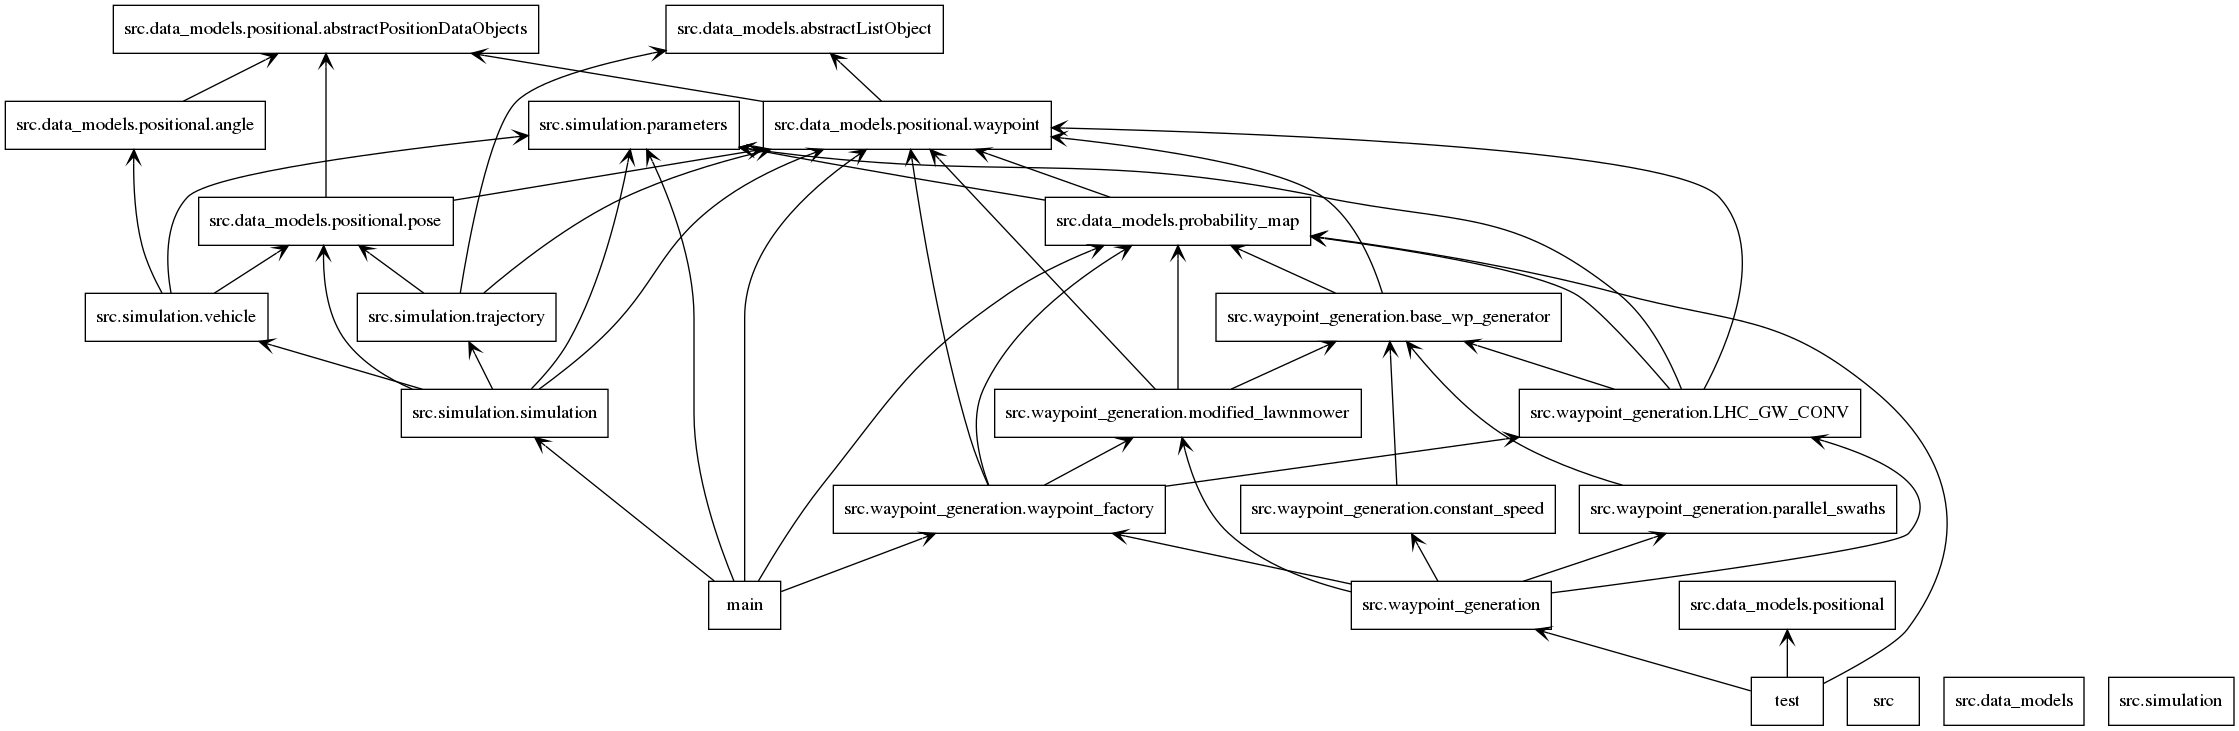 src.data_models.positional.abstractPositionDataObjects
src.data_models.abstractListObject
src.data_models.positional.angle
src.simulation.parameters
src.data_models.positional.waypoint
src.data_models.positional.pose
src.data_models.probability_map
src.simulation.vehicle
src.simulation.trajectory
src.waypoint_generation.base_wp_generator
src.simulation.simulation
src.waypoint_generation.modified_lawnmower
src.waypoint_generation.LHC_GW_CONV
src.waypoint_generation.waypoint_factory
src.waypoint_generation.constant_speed
src.waypoint_generation.parallel_swaths
main
src.waypoint_generation
src.data_models.positional
test
src
src.data_models
src.simulation